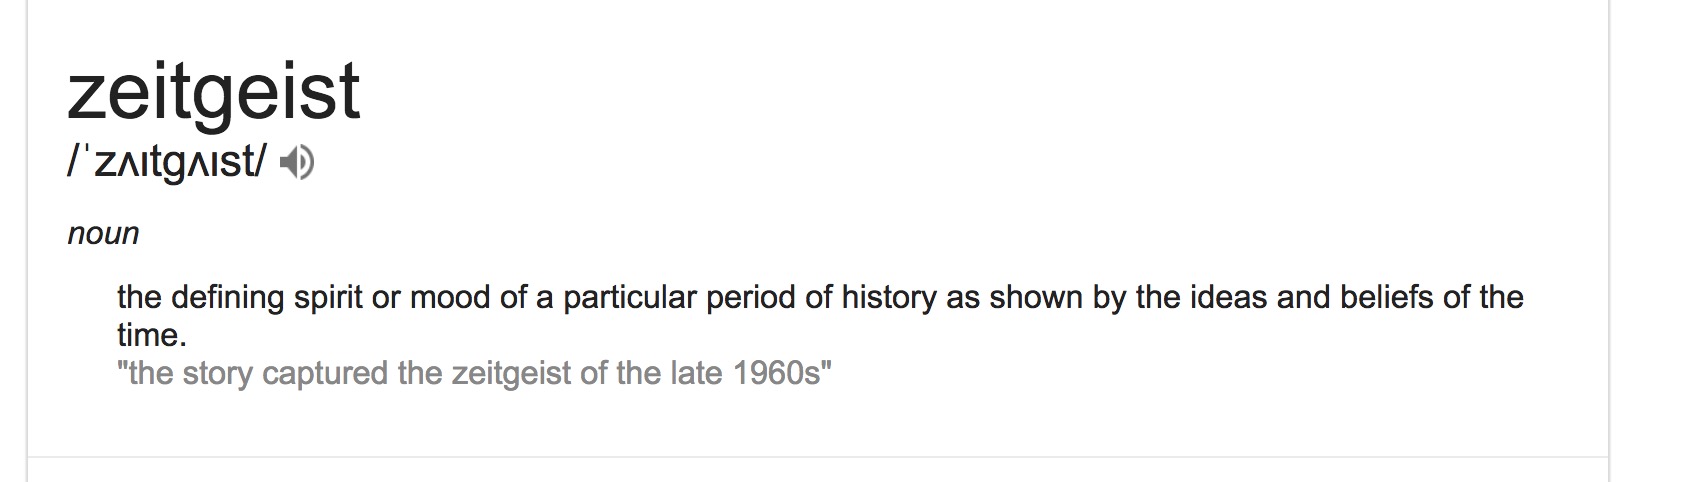 zeitgeist
/ˈzʌɪtɡʌɪst/
noun
the defining spirit or mood of a particular period of history as shown by the ideas and beliefs of the
time.
"the story captured the zeitgeist of the late 1960s"